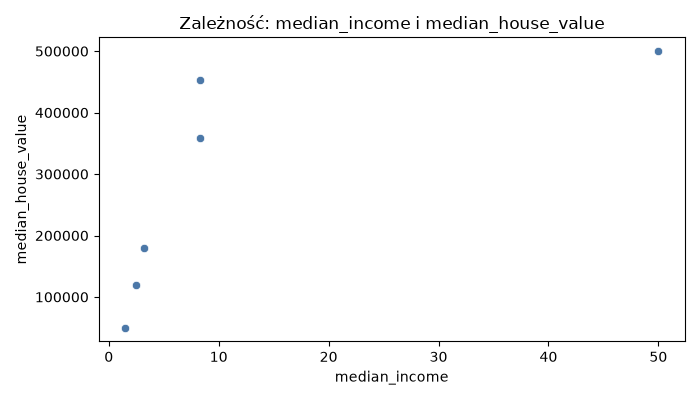 Zależność: median_income i median_house_value
median_house_value
500000
400000
300000
200000
100000
0 10 20 30 40 50
median_income